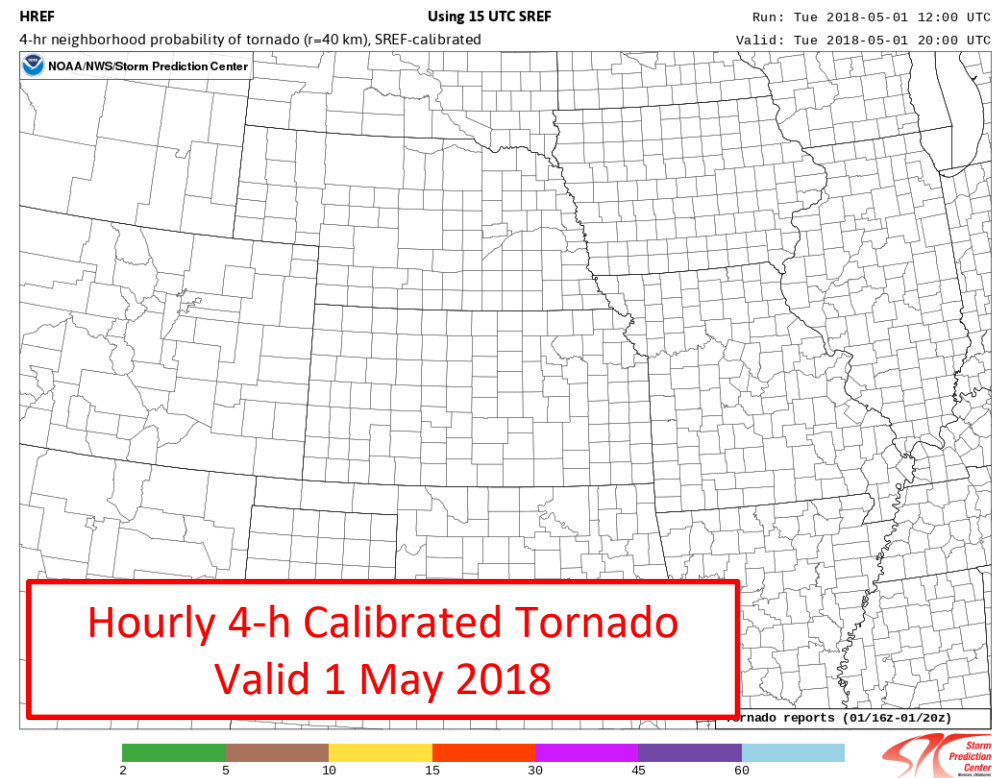 HREF
Using 15 UTC SREF
Run: Tue 2018-05-01 12:00 UTC
4-hr neighborhood probability of tornado (r=40 km), SREF-calibrated
Valid: Tue 2018-05-01 20:00 UTC
NOAA/NWS/Storm Prediction Center
Hourly 4-h Calibrated Tornado
Valid 1 May 2018
rnado reports (01/16z-01/20z)
2 5 10 15 30 45 60
Storm
Prediction
Center